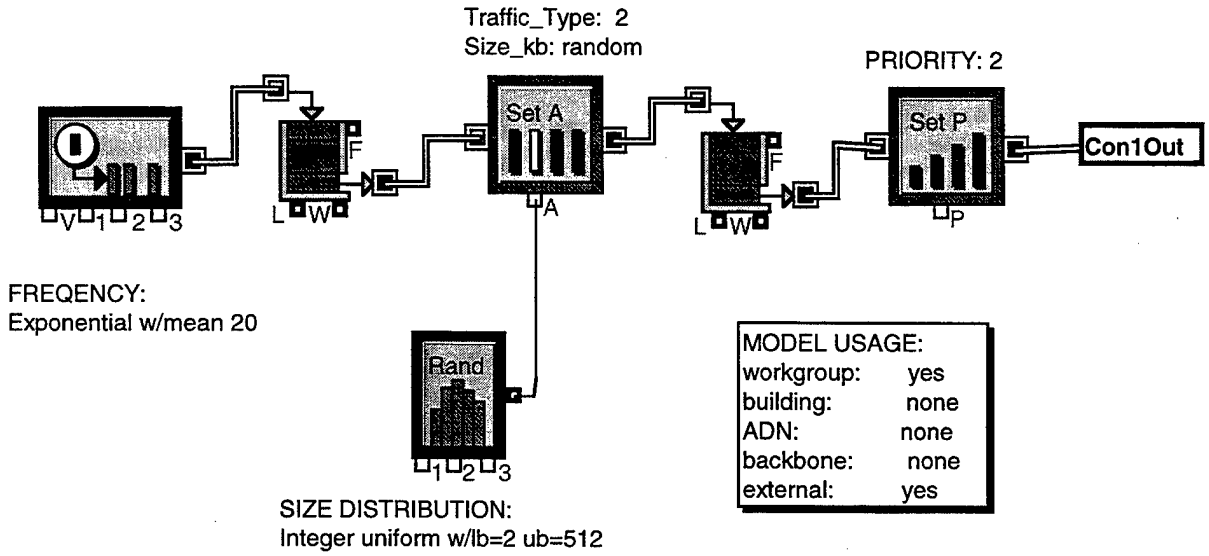 Traffic_Type: 2
Size_kb: random
PRIORITY: 2
Set A
Set P
Con1Out
F
F
L W
A
L W
P
V 1 2 3
FREQENCY:
Exponential w/mean 20
Rand
1 2 3
SIZE DISTRIBUTION:
Integer uniform w/lb=2 ub=512
MODEL USAGE:
workgroup: yes
building: none
ADN: none
backbone: none
external: yes